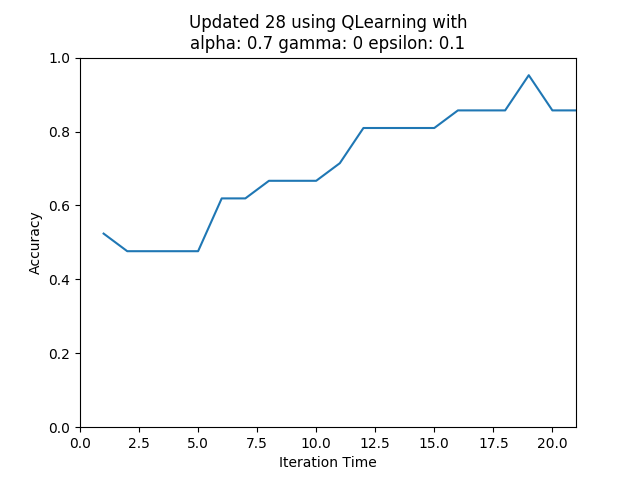 Updated 28 using QLearning with
alpha: 0.7 gamma: 0 epsilon: 0.1
1.0
0.8
0.6
0.4
0.2
0.0
Accuracy
0.0 2.5 5.0 7.5 10.0 12.5 15.0 17.5 20.0
Iteration Time